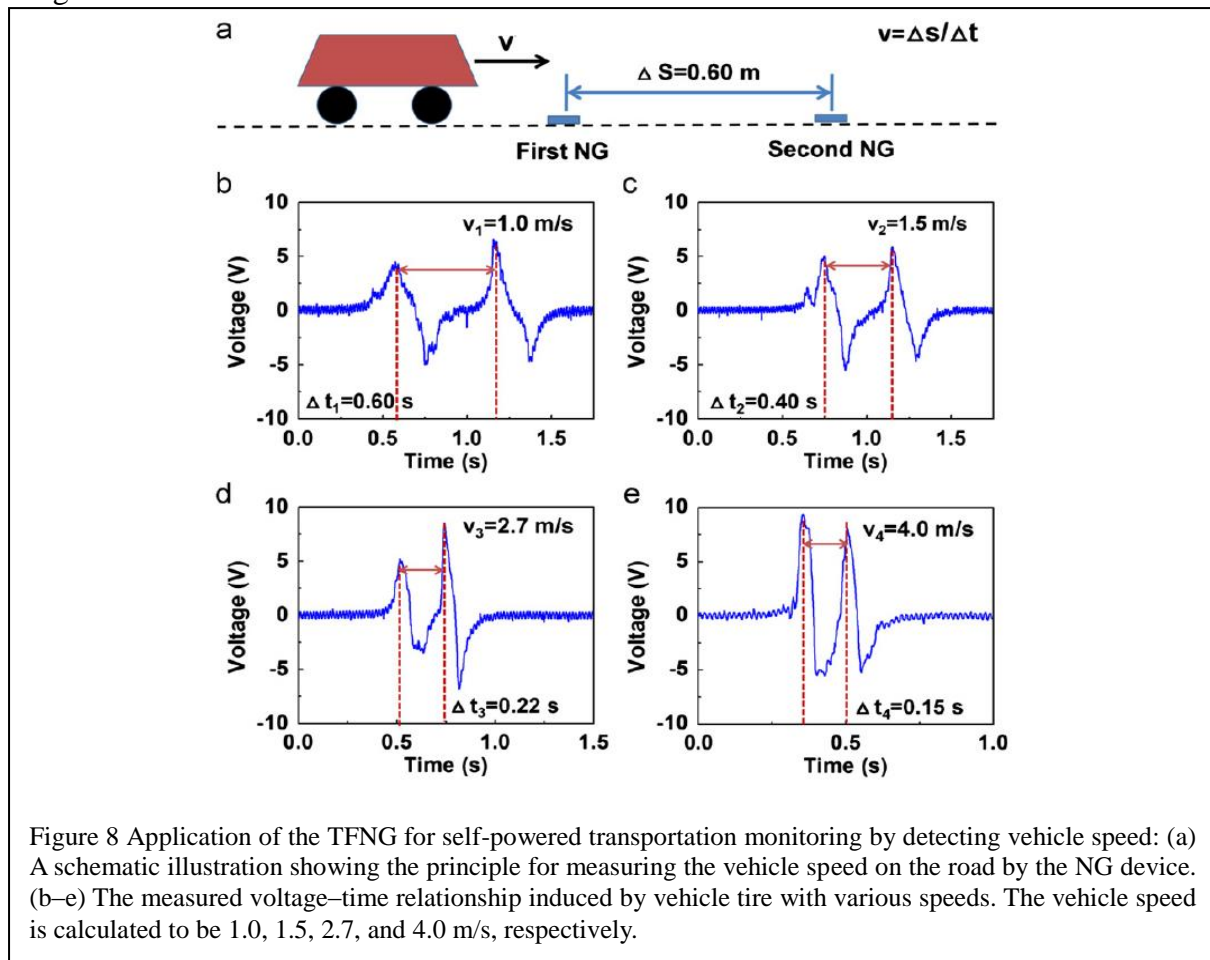 a
v
v=Δs/Δt
Δ S=0.60 m
First NG
Second NG
b
c
10
5
0
-5
-10
Voltage (V)
v1=1.0 m/s
Δ t1=0.60 s
0.0 0.5 1.0 1.5
Time (s)
10
5
0
-5
-10
Voltage (V)
v2=1.5 m/s
Δ t2=0.40 s
0.0 0.5 1.0 1.5
Time (s)
d
e
10
5
0
-5
-10
Voltage (V)
v3=2.7 m/s
Δ t3=0.22 s
0.0 0.5 1.0 1.5
Time (s)
10
5
0
-5
-10
Voltage (V)
v4=4.0 m/s
Δ t4=0.15 s
0.0 0.5 1.0
Time (s)
Figure 8 Application of the TFNG for self-powered transportation monitoring by detecting vehicle speed: (a)
A schematic illustration showing the principle for measuring the vehicle speed on the road by the NG device.
(b–e) The measured voltage–time relationship induced by vehicle tire with various speeds. The vehicle speed
is calculated to be 1.0, 1.5, 2.7, and 4.0 m/s, respectively.